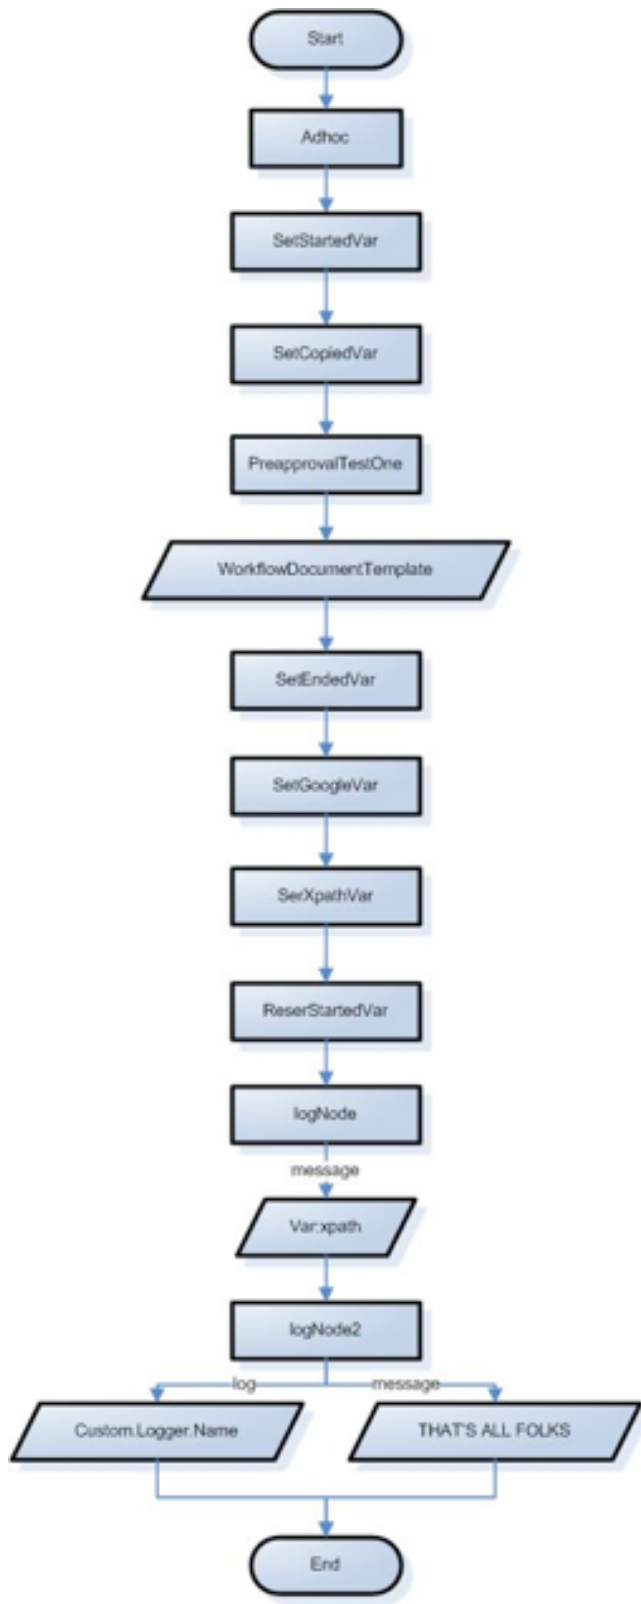 Start
Adhoc
SetStartedVar
SetCopiedVar
PreapprovalTestOne
WorkflowDocumentTemplate
SetEndedVar
SetGoogleVar
SerXpathVar
ReserStartedVar
logNode
message
Var:xpath
logNode2
log
message
Custom.Logger.Name
THAT'S ALL FOLKS
End